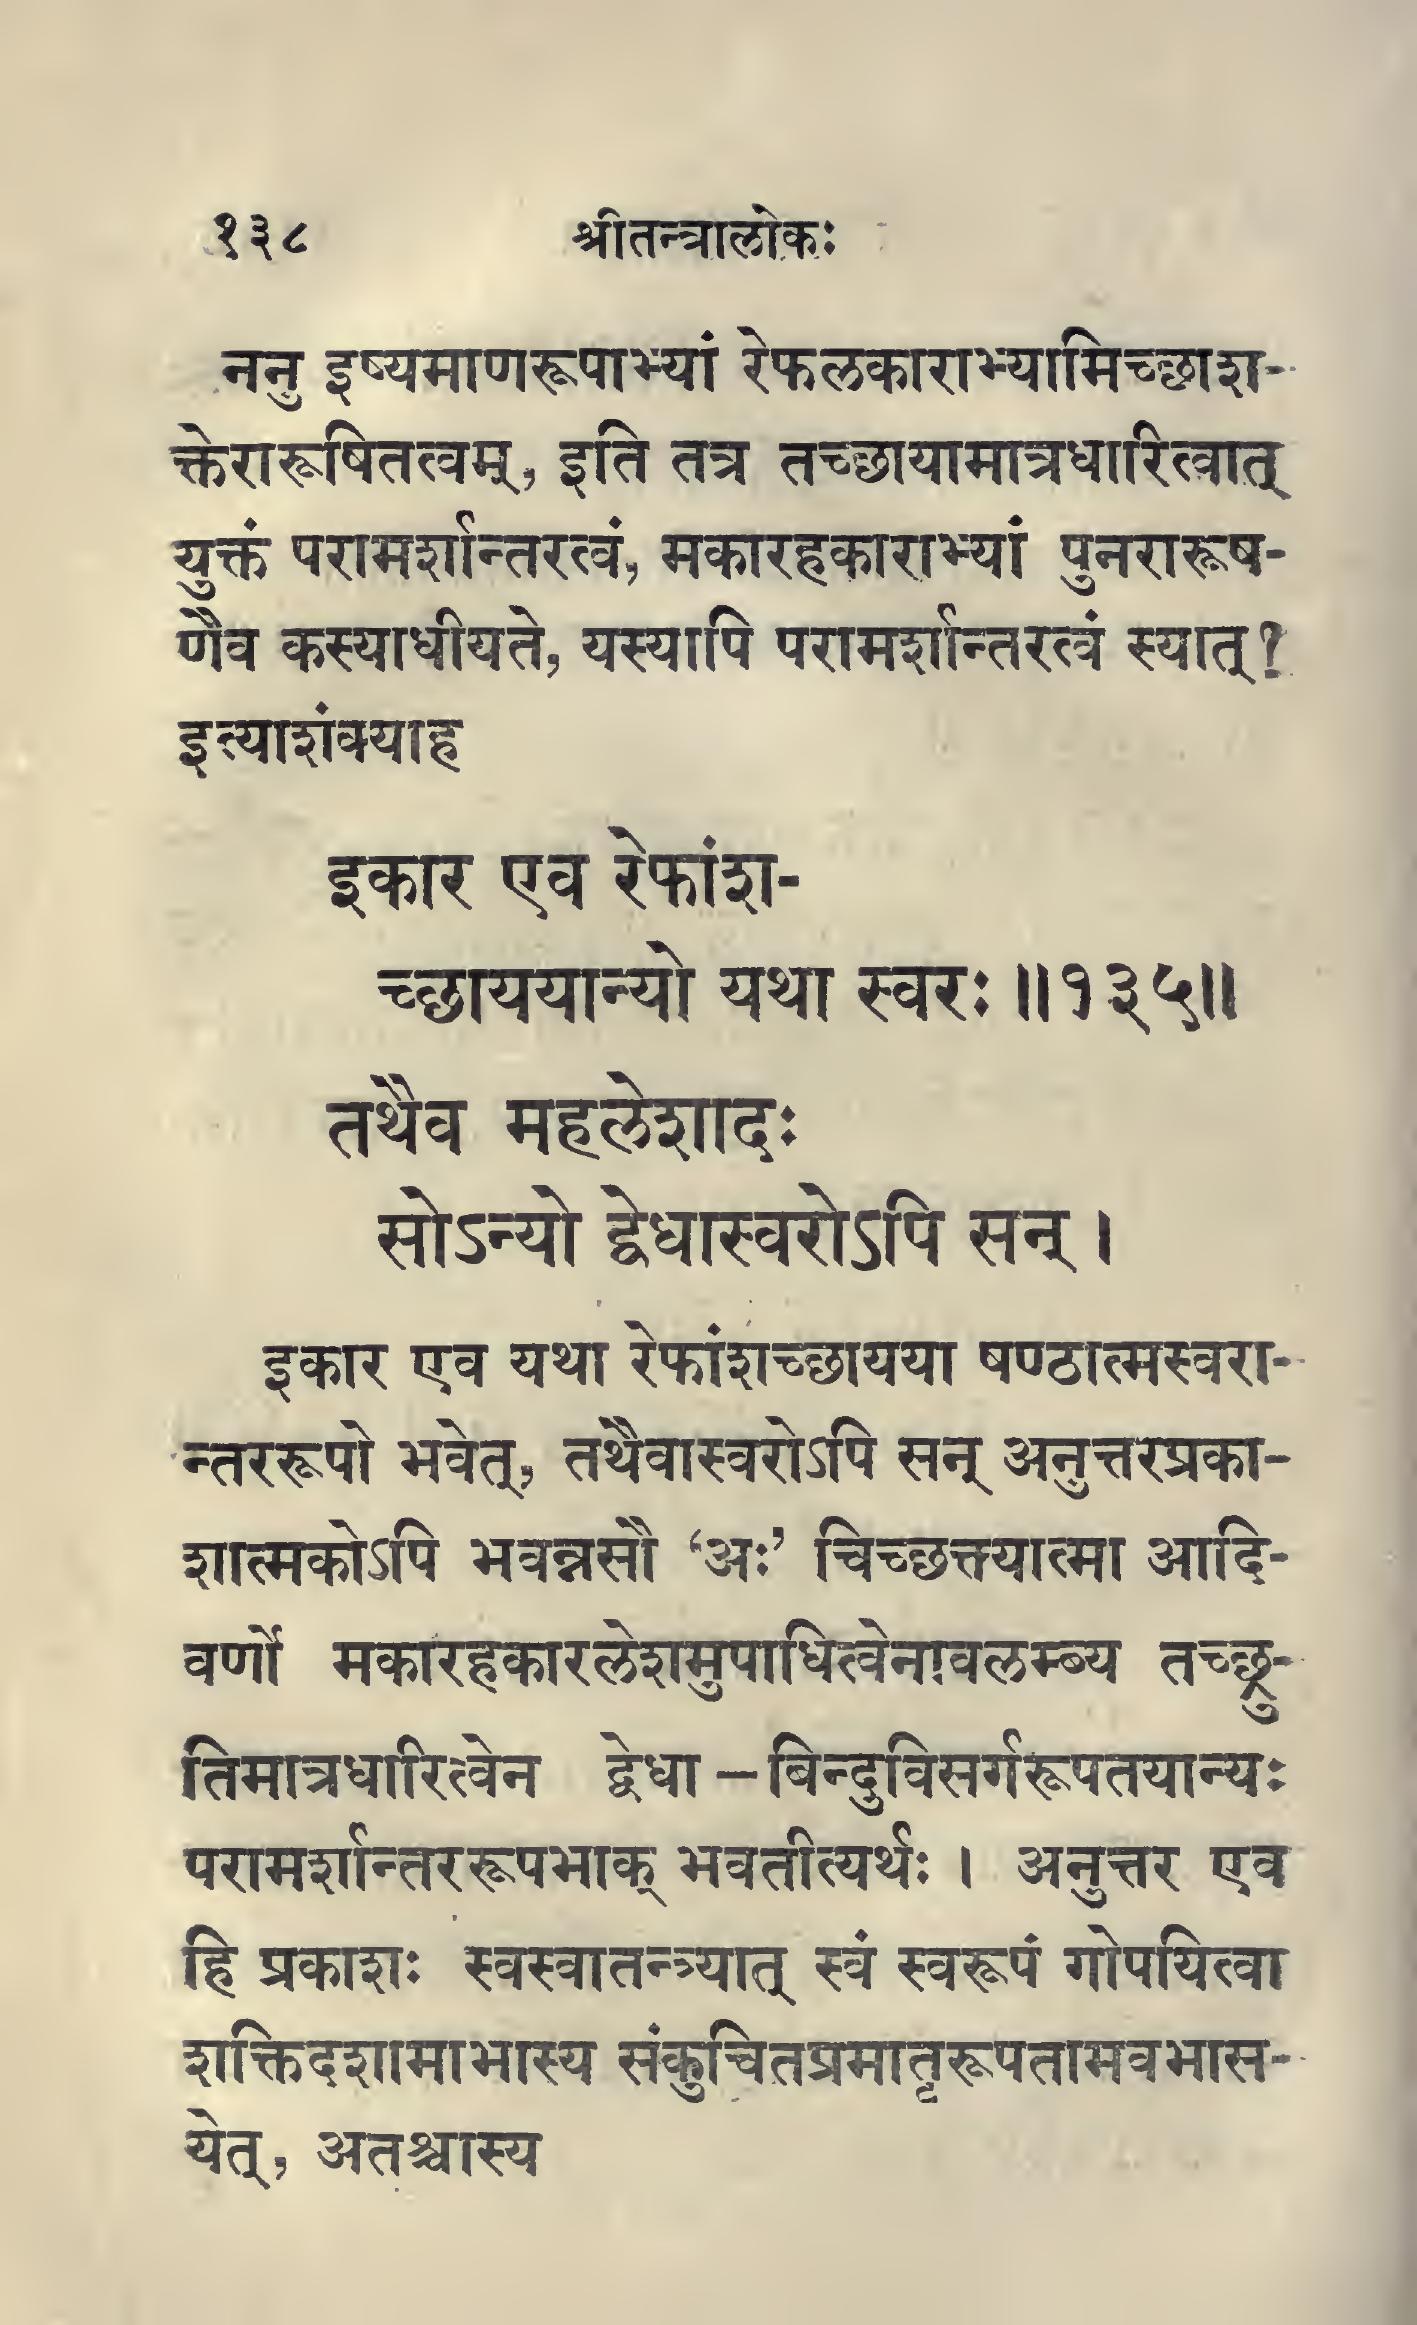 १३८ श्रीतन्त्रालोकः
ननु इष्यमाणरूपाभ्यां रेफलकाराभ्यामिच्छाश-
क्तेरारूषितत्वम्, इति तत्र तच्छायामात्रधारित्वात्
युक्तं परामर्शान्तरत्वं, मकारहकाराभ्यां पुनरारूष-
णैव कस्याधीयते, यस्यापि परामर्शान्तरत्वं स्यात्?
इत्याशंक्याह
इकार एव रेफांश-
च्छाययान्यो यथा स्वरः ॥१३५॥
तथैव महलेशादः
सोऽन्यो द्वेधास्वरोऽपि सन् ।
इकार एव यथा रेफांशच्छायया षण्ठात्मस्वरा-
न्तररूपो भवेत्, तथैवास्वरोऽपि सन् अनुत्तरप्रका-
शात्मकोऽपि भवन्नसौ ‘अः’ चिच्छक्त्यात्मा आदि-
वर्णो मकारहकारलेशमुपाधित्वेनावलम्ब्य तच्छ्रु-
तिमात्रधारित्वेन द्वेधा – बिन्दुविसर्गरूपतयान्यः
परामर्शान्तररूपभाक् भवतीत्यर्थः । अनुत्तर एव
हि प्रकाशः स्वस्वातन्त्र्यात् स्वं स्वरूपं गोपयित्वा
शक्तिदशामाभास्य संकुचितप्रमातृरूपतामवभास-
येत्, अतश्चास्य